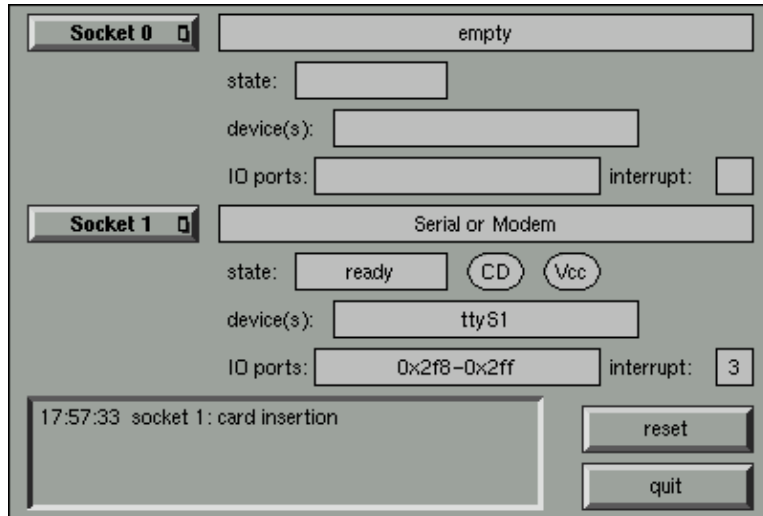 Socket 0 empty
state:
device(s):
IO ports: interrupt:
Socket 1 Serial or Modem
state: ready CD Vcc
device(s): ttyS1
IO ports: 0x2f8-0x2ff interrupt: 3
17:57:33 socket 1: card insertion
reset
quit